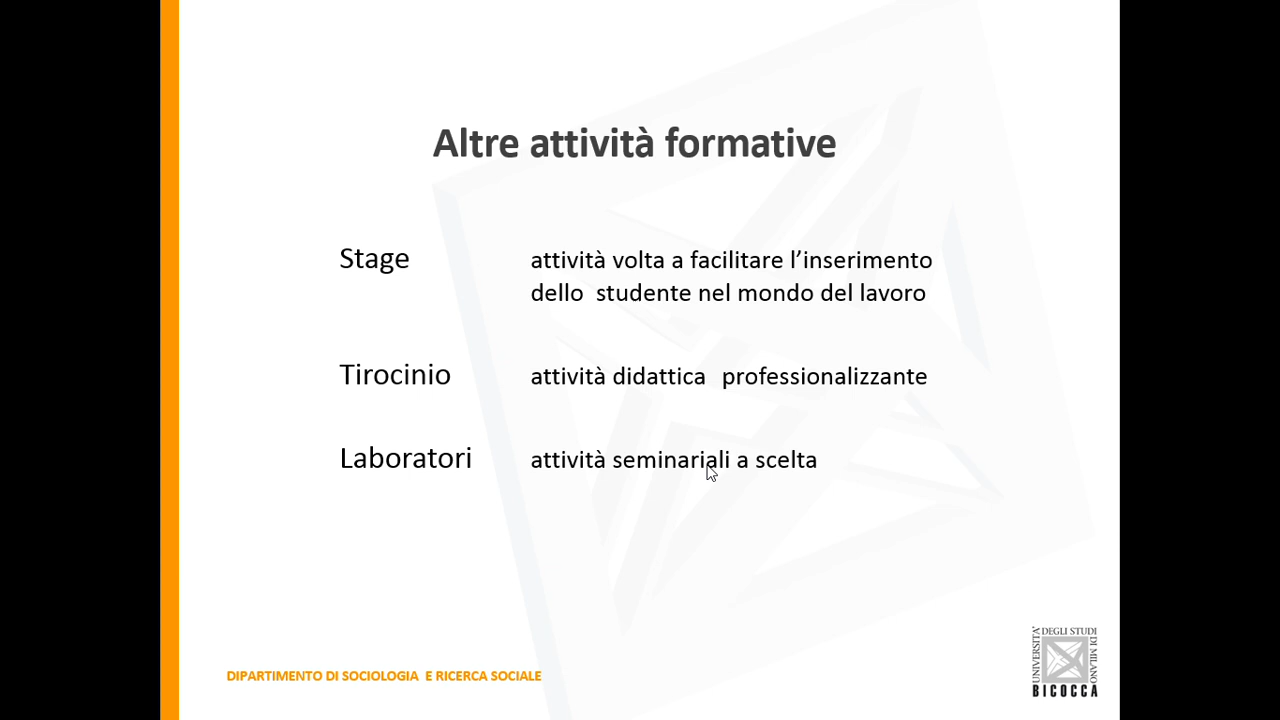 Altre attività formative
Stage attività volta a facilitare l’inserimento
dello studente nel mondo del lavoro
Tirocinio attività didattica professionalizzante
Laboratori attività seminariali a scelta
DIPARTIMENTO DI SOCIOLOGIA E RICERCA SOCIALE
UNIVERSITA'
DEGLI STUDI
DI MILANO
BICOCCA